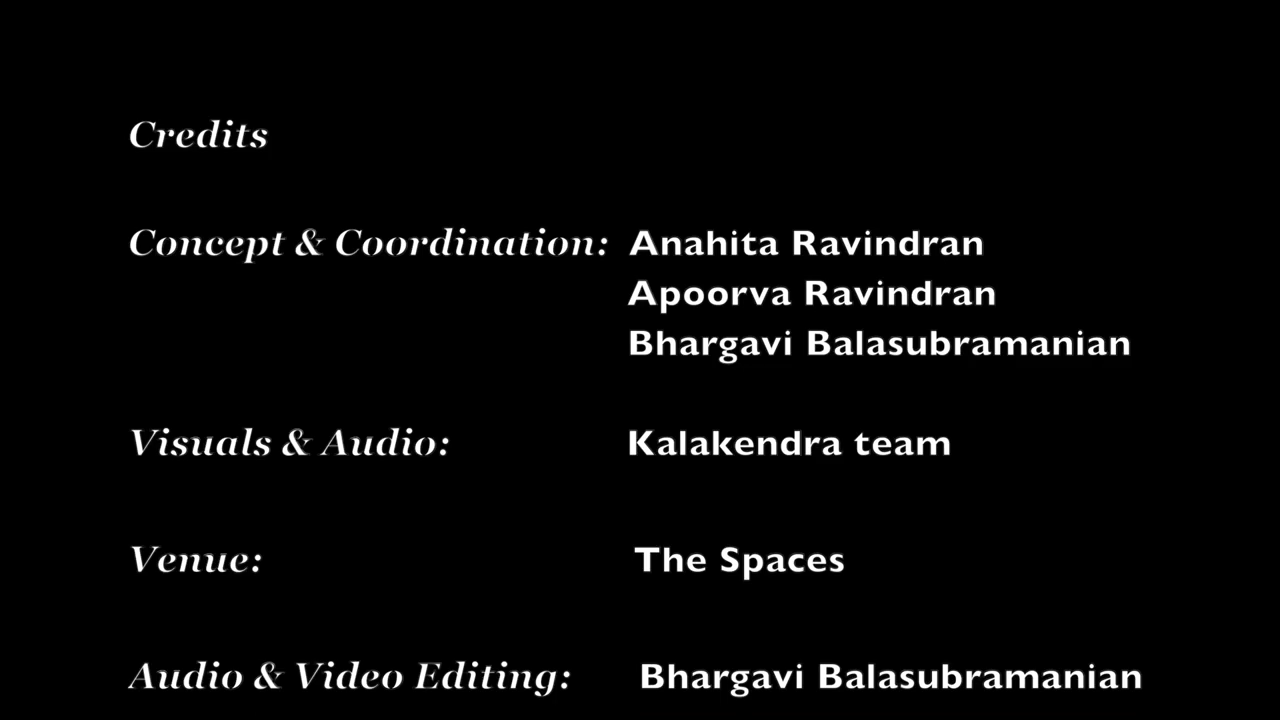 Credits
Concept & Coordination: Anahita Ravindran
Apoorva Ravindran
Bhargavi Balasubramanian
Visuals & Audio: Kalakendra team
Venue: The Spaces
Audio & Video Editing: Bhargavi Balasubramanian